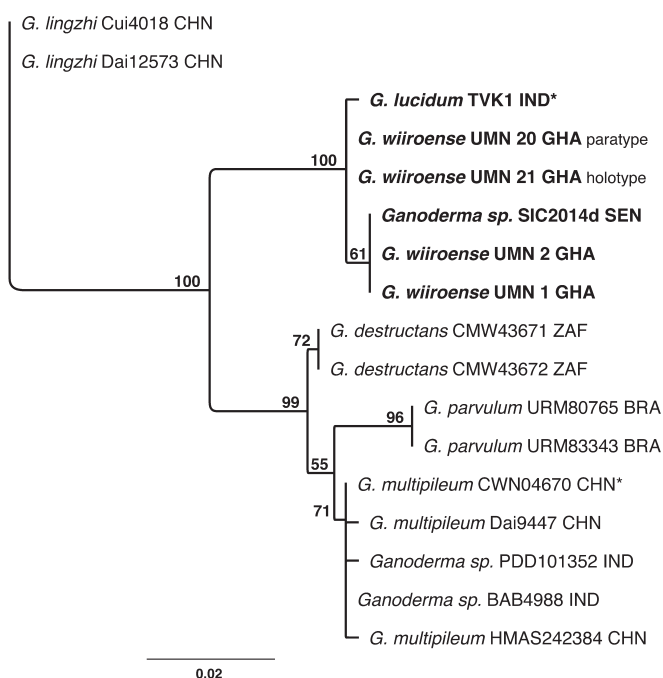 G. lingzhi Cui4018 CHN
G. lingzhi Dai12573 CHN
G. lucidum TVK1 IND*
G. wiiroense UMN 20 GHA paratype
100
G. wiiroense UMN 21 GHA holotype
Ganoderma sp. SIC2014d SEN
61
G. wiiroense UMN 2 GHA
100
G. wiiroense UMN 1 GHA
G. destructans CMW43671 ZAF
72
G. destructans CMW43672 ZAF
99
G. parvulum URM80765 BRA
96
G. parvulum URM83343 BRA
55
G. multipileum CWN04670 CHN*
71
G. multipileum Dai9447 CHN
Ganoderma sp. PDD101352 IND
Ganoderma sp. BAB4988 IND
G. multipileum HMAS242384 CHN
0.02